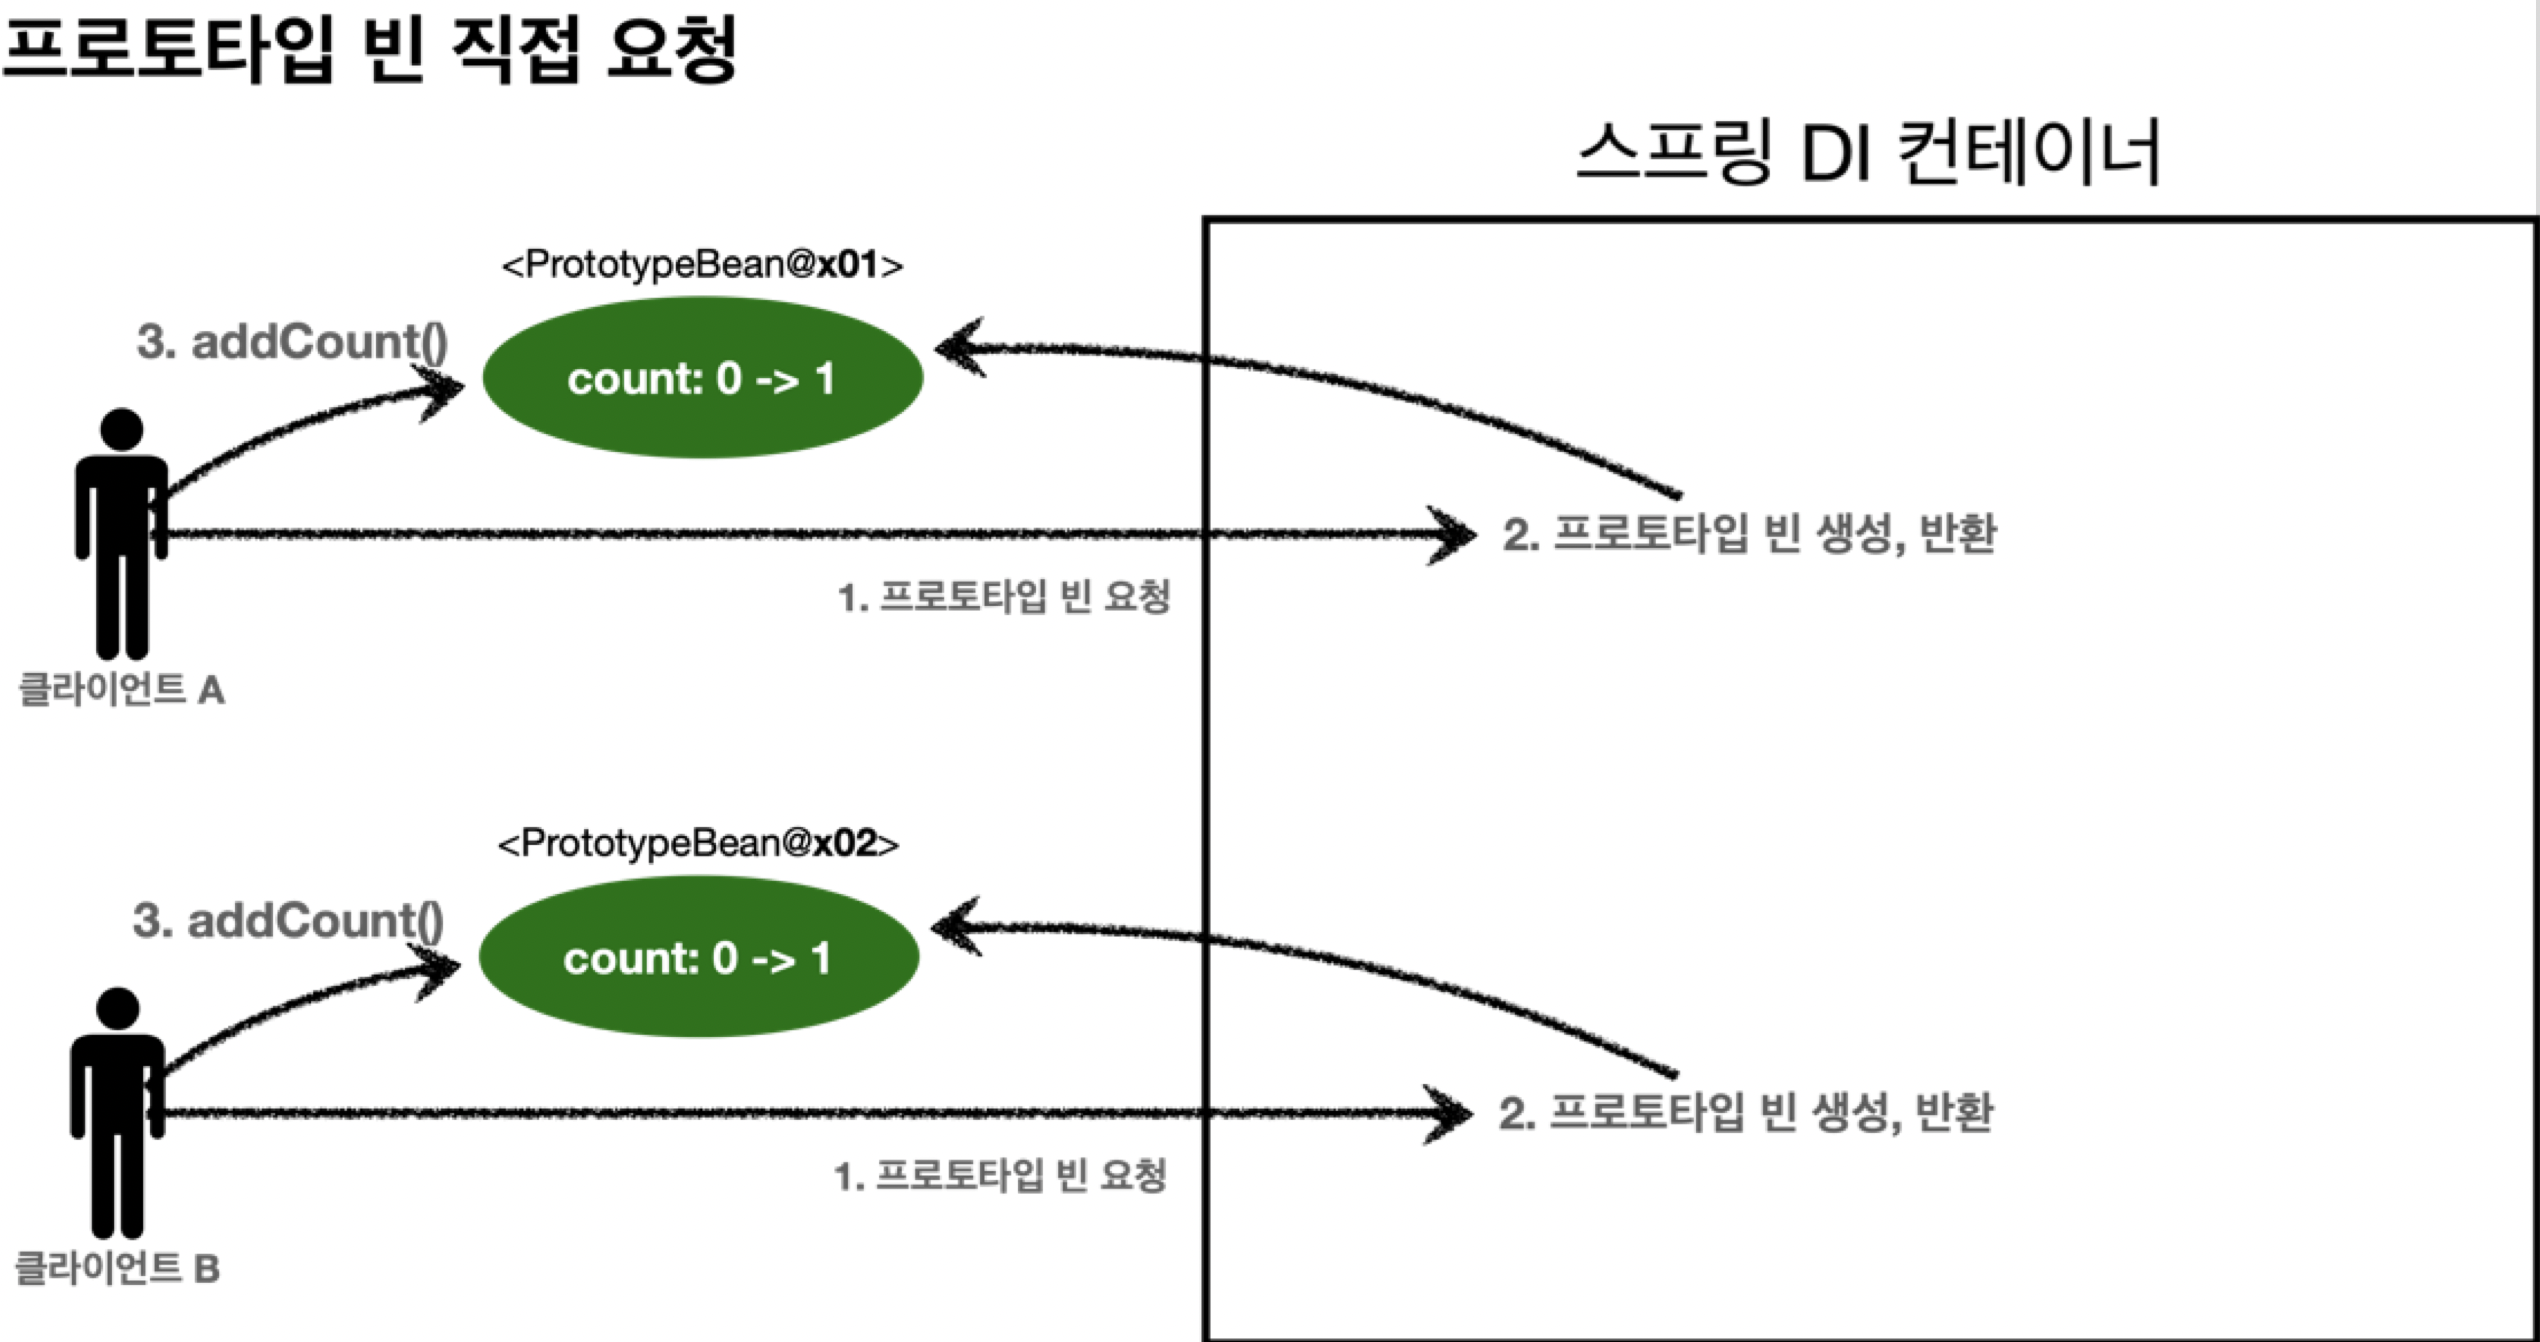 프로토타입 빈 직접 요청
스프링 DI 컨테이너
<PrototypeBean@x01>
3. addCount()
count: 0 -> 1
2. 프로토타입 빈 생성, 반환
1. 프로토타입 빈 요청
클라이언트 A
<PrototypeBean@x02>
3. addCount()
count: 0 -> 1
2. 프로토타입 빈 생성, 반환
1. 프로토타입 빈 요청
클라이언트 B